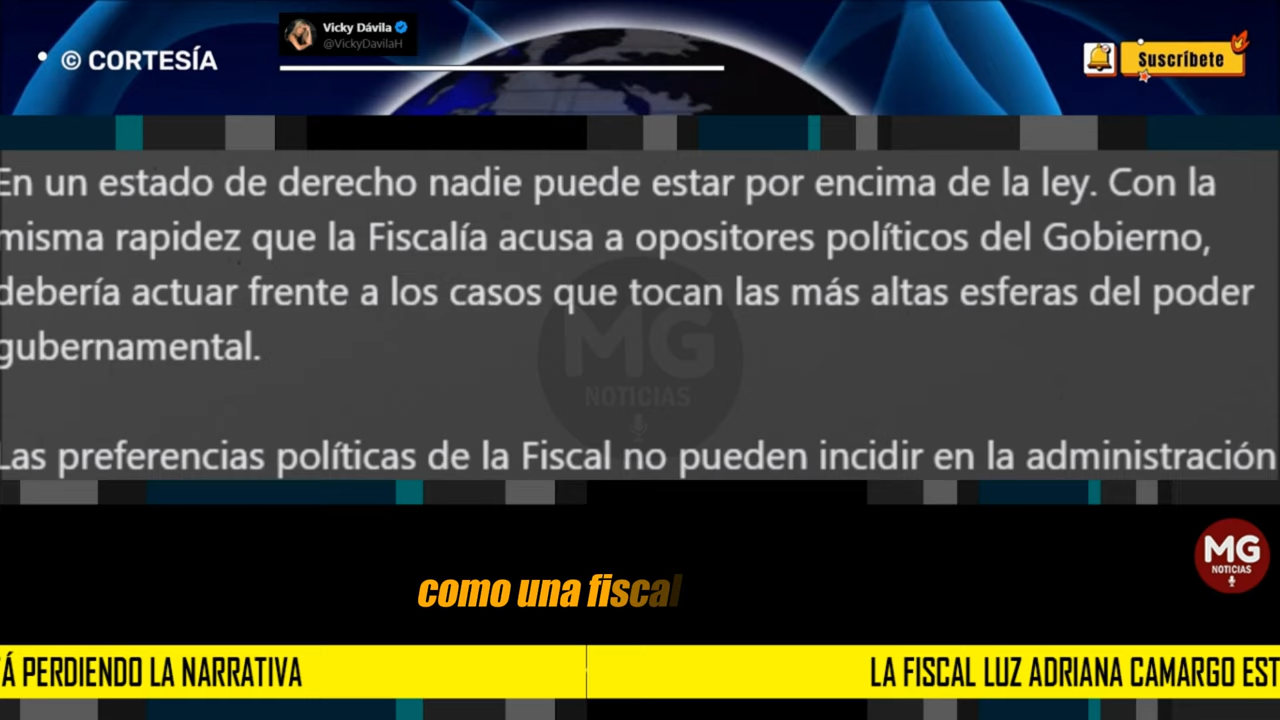 © CORTESÍA
Vicky Dávila
@VickyDavilaH
Suscríbete
En un estado de derecho nadie puede estar por encima de la ley. Con la
misma rapidez que la Fiscalía acusa a opositores políticos del Gobierno,
debería actuar frente a los casos que tocan las más altas esferas del poder
gubernamental.
MG
NOTICIAS
Las preferencias políticas de la Fiscal no pueden incidir en la administración
MG
NOTICIAS
como una fiscal
Á PERDIENDO LA NARRATIVA
LA FISCAL LUZ ADRIANA CAMARGO EST